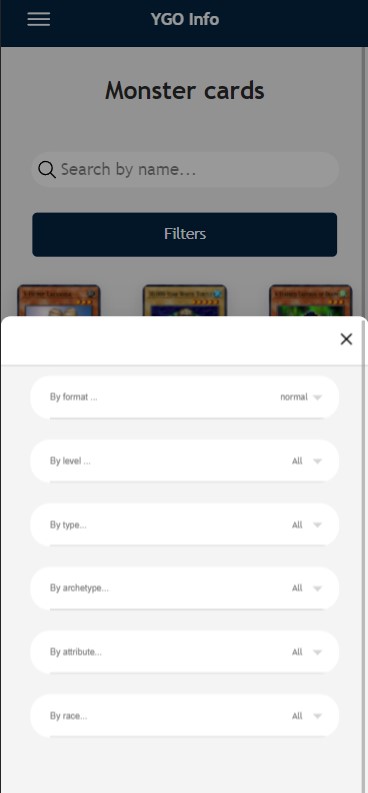 YGO Info
Monster cards
Search by name...
Filters
By format ... normal
By level ... All
By type... All
By archetype... All
By attribute... All
By race... All